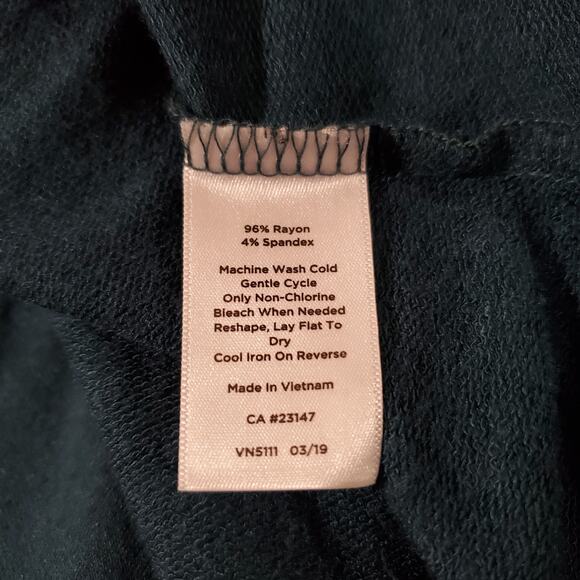 96% Rayon
4% Spandex
Machine Wash Cold
Gentle Cycle
Only Non-Chlorine
Bleach When Needed
Reshape, Lay Flat To
Dry
Cool Iron On Reverse
Made In Vietnam
CA #23147
VN5111 03/19